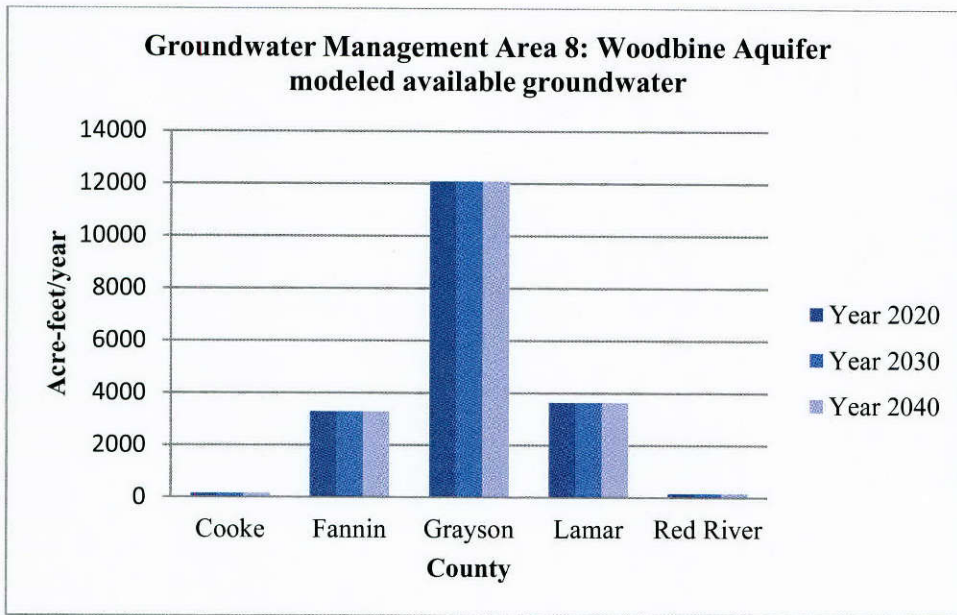 Groundwater Management Area 8: Woodbine Aquifer
modeled available groundwater
14000
12000
10000
8000
6000
4000
2000
0
Acre-feet/year
Cooke Fannin Grayson Lamar Red River
County
Year 2020
Year 2030
Year 2040